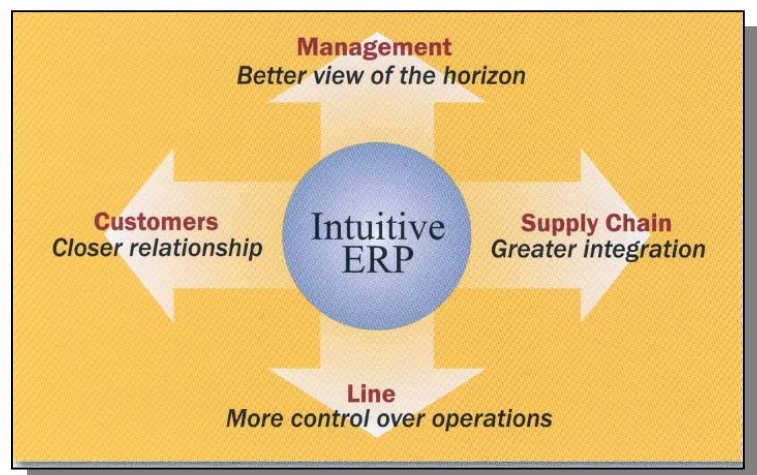 Management
Better view of the horizon
Customers
Closer relationship
Intuitive
ERP
Supply Chain
Greater integration
Line
More control over operations